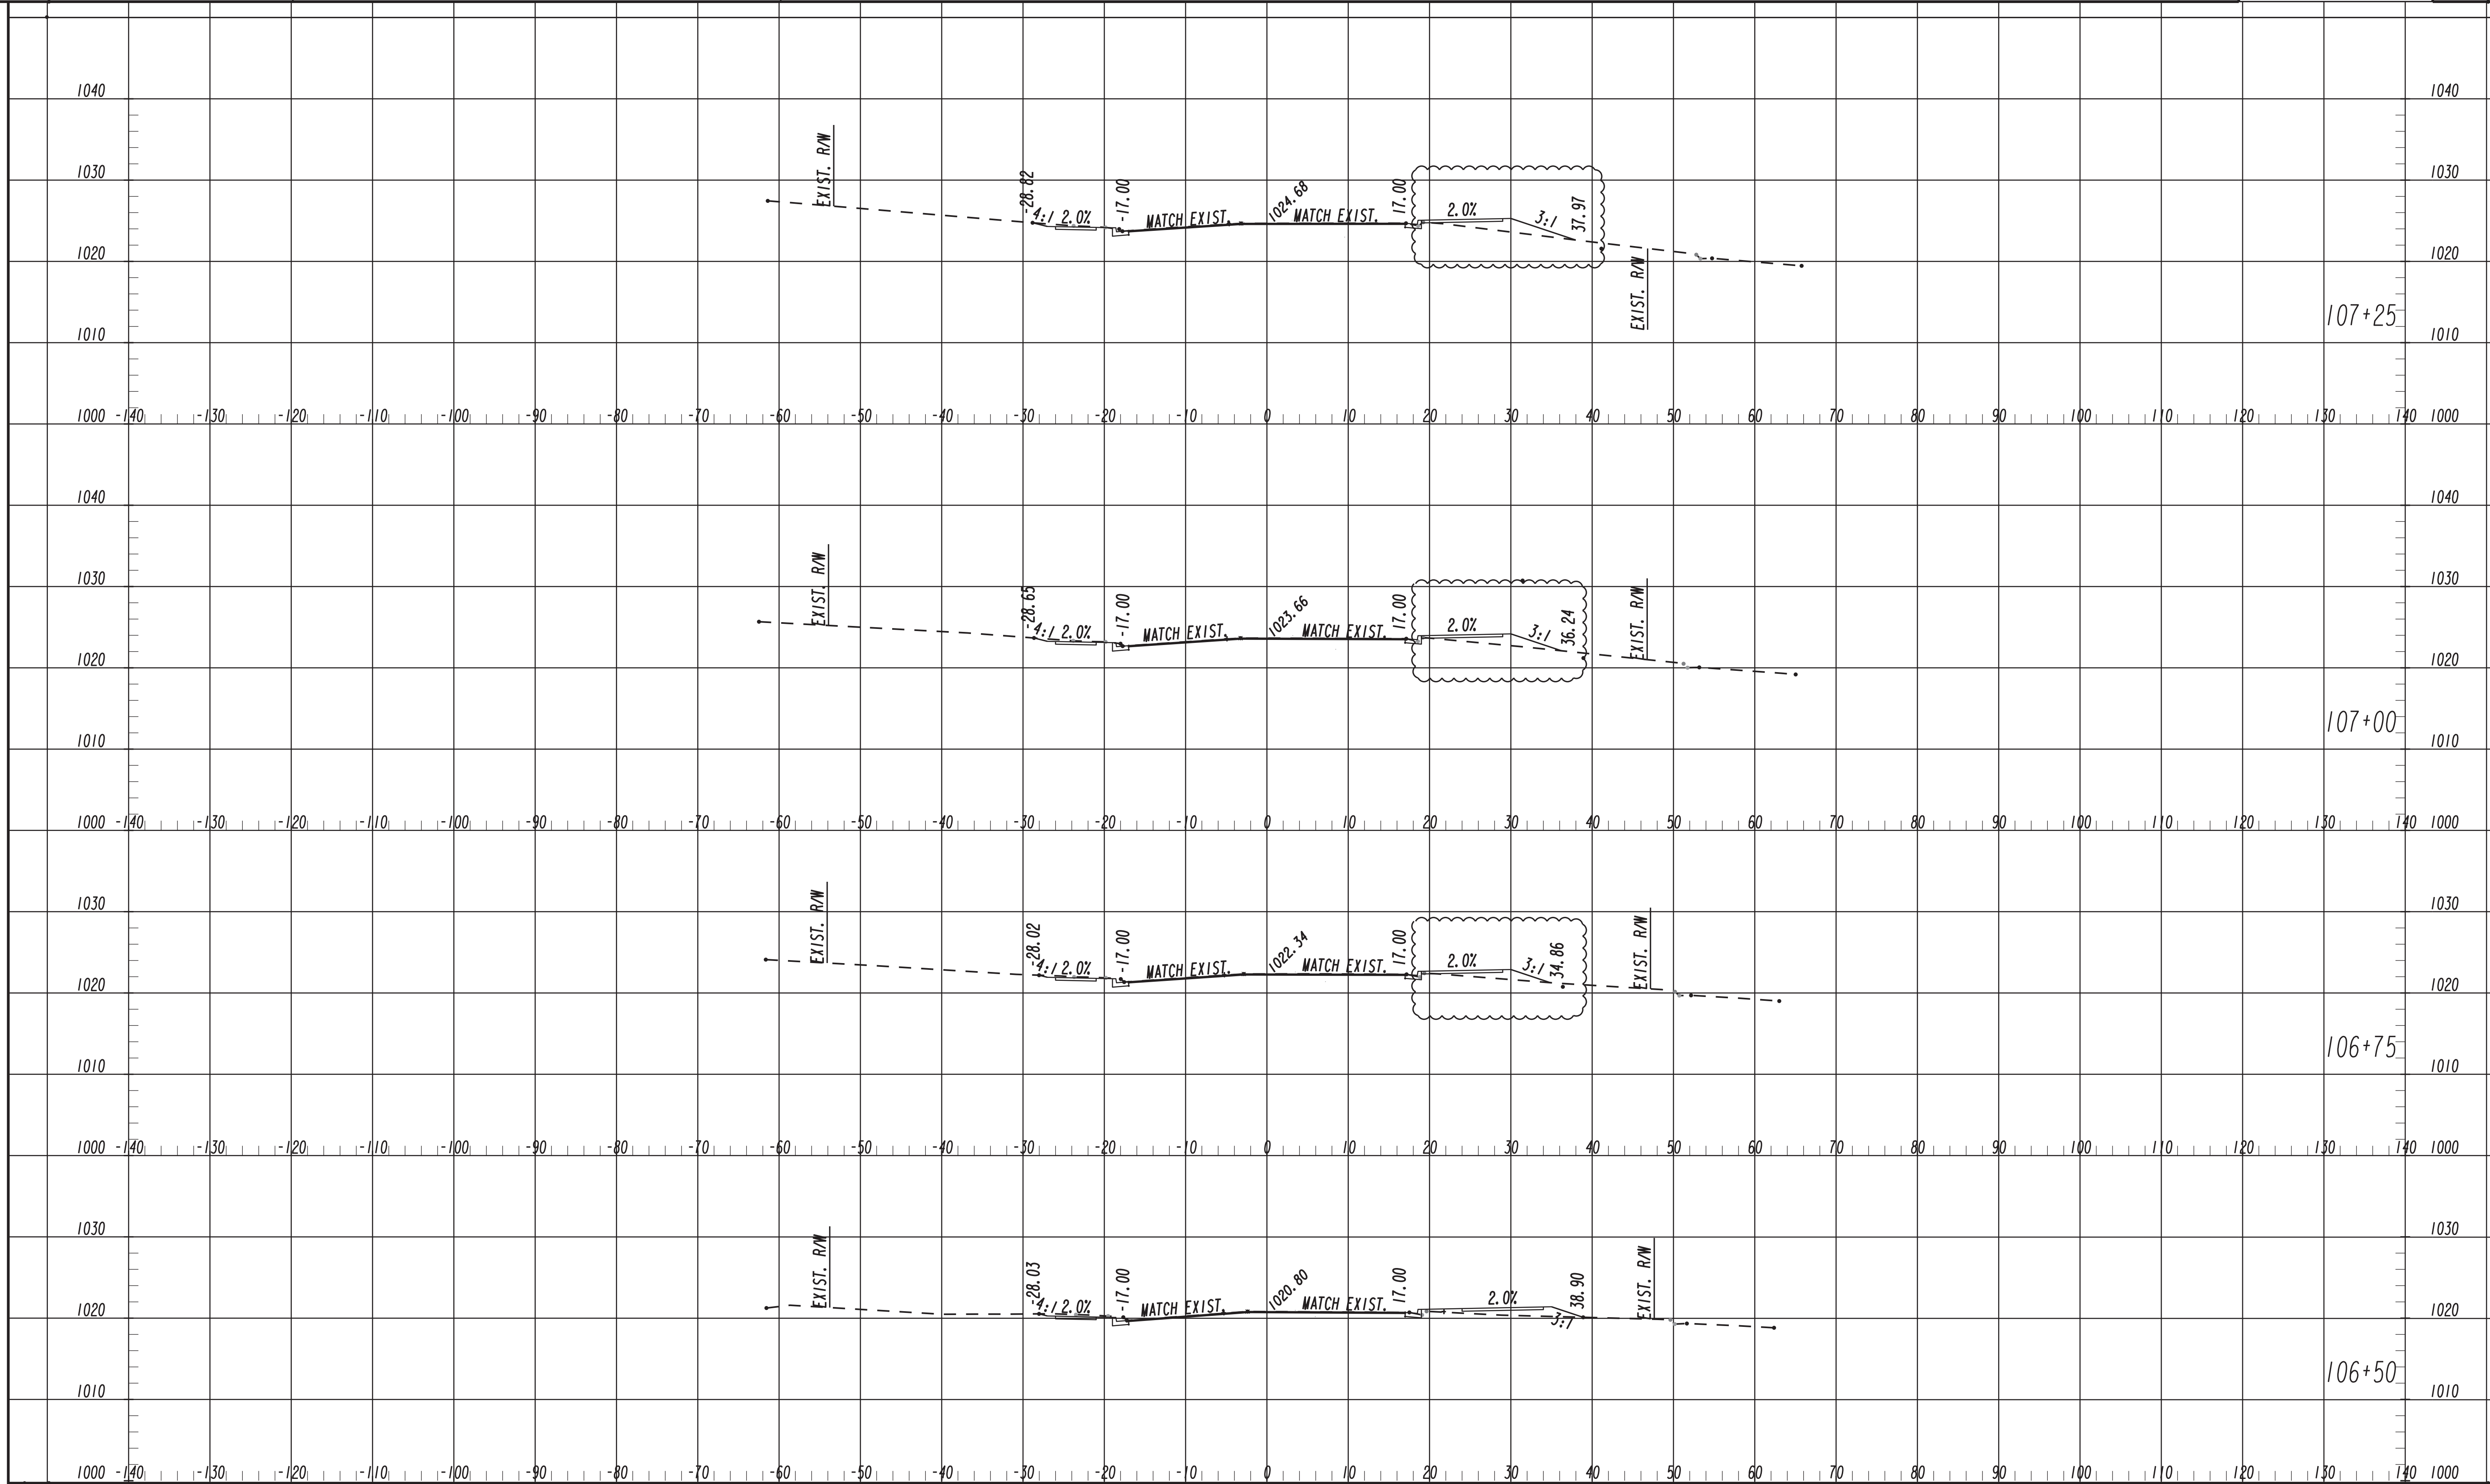 1040 1040
EXIST. R/W
1030 -28.82 -17.00 1024.68 17.00 37.97 1030
4:1 2.0% MATCH EXIST. MATCH EXIST. 2.0% 3:1
1020 1020
EXIST. R/W
107+25
1010 1010
1000 -140 -130 -120 -110 -100 -90 -80 -70 -60 -50 -40 -30 -20 -10 0 10 20 30 40 50 60 70 80 90 100 110 120 130 140 1000
1040 1040
EXIST. R/W
1030 -28.65 -17.00 1023.66 17.00 36.24 EXIST. R/W 1030
4:1 2.0% MATCH EXIST. MATCH EXIST. 2.0% 3:1
1020 1020
107+00
1010 1010
1000 -140 -130 -120 -110 -100 -90 -80 -70 -60 -50 -40 -30 -20 -10 0 10 20 30 40 50 60 70 80 90 100 110 120 130 140 1000
1030 1030
EXIST. R/W -28.02 -17.00 1022.34 17.00 34.86 EXIST. R/W
4:1 2.0% MATCH EXIST. MATCH EXIST. 2.0% 3:1
1020 1020
106+75
1010 1010
1000 -140 -130 -120 -110 -100 -90 -80 -70 -60 -50 -40 -30 -20 -10 0 10 20 30 40 50 60 70 80 90 100 110 120 130 140 1000
1030 1030
EXIST. R/W -28.03 -17.00 1020.80 17.00 38.90 EXIST. R/W
4:1 2.0% MATCH EXIST. MATCH EXIST. 2.0% 3:1
1020 1020
106+50
1010 1010
1000 -140 -130 -120 -110 -100 -90 -80 -70 -60 -50 -40 -30 -20 -10 0 10 20 30 40 50 60 70 80 90 100 110 120 130 140 1000